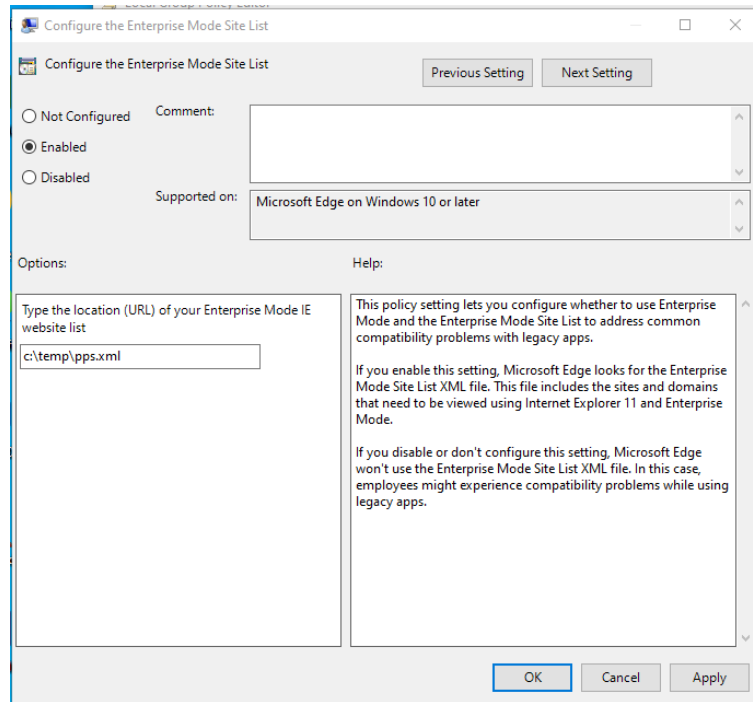 Local Group Policy Editor
Configure the Enterprise Mode Site List
Configure the Enterprise Mode Site List
Previous Setting
Next Setting
Not Configured
Comment:
Enabled
Disabled
Supported on:
Microsoft Edge on Windows 10 or later
Options:
Help:
Type the location (URL) of your Enterprise Mode IE
website list
c:\temp\pps.xml
This policy setting lets you configure whether to use Enterprise
Mode and the Enterprise Mode Site List to address common
compatibility problems with legacy apps.
If you enable this setting, Microsoft Edge looks for the Enterprise
Mode Site List XML file. This file includes the sites and domains
that need to be viewed using Internet Explorer 11 and Enterprise
Mode.
If you disable or don't configure this setting, Microsoft Edge
won't use the Enterprise Mode Site List XML file. In this case,
employees might experience compatibility problems while using
legacy apps.
OK
Cancel
Apply